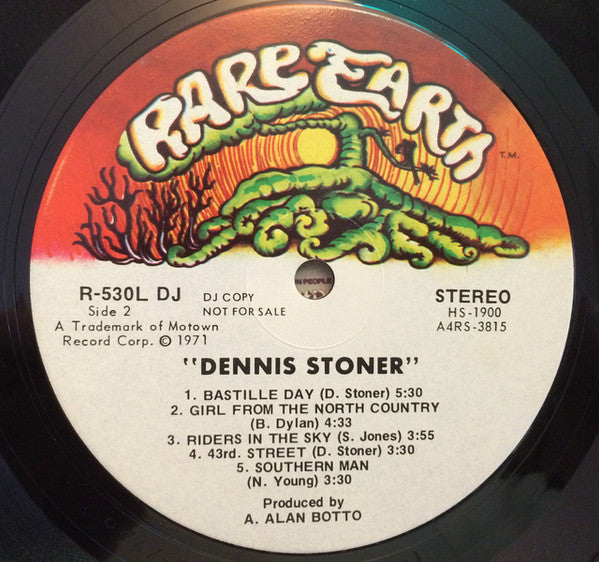 RARE EARTH
T.M.
R-530L DJ
Side 2
A Trademark of Motown
Record Corp. © 1971
DJ COPY
NOT FOR SALE
IN PEOPLE
STEREO
HS-1900
A4RS-3815
"DENNIS STONER"
1. BASTILLE DAY (D. Stoner) 5:30
2. GIRL FROM THE NORTH COUNTRY
(B. Dylan) 4:33
3. RIDERS IN THE SKY (S. Jones) 3:55
4. 43rd. STREET (D. Stoner) 3:30
5. SOUTHERN MAN
(N. Young) 3:30
Produced by
A. ALAN BOTTO